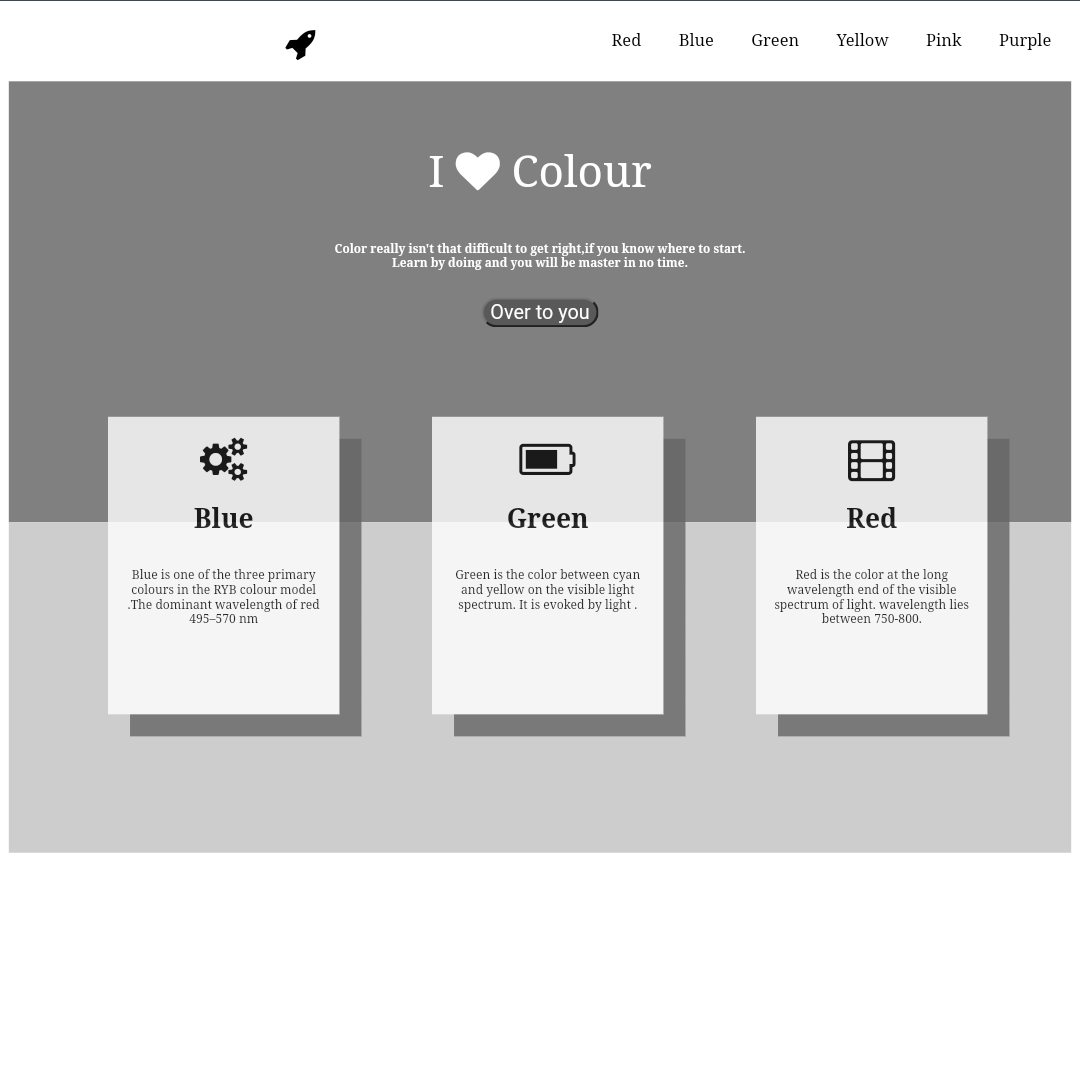 Red Blue Green Yellow Pink Purple
I Colour
Color really isn't that difficult to get right,if you know where to start.
Learn by doing and you will be master in no time.
Over to you
Blue
Blue is one of the three primary
colours in the RYB colour model
.The dominant wavelength of red
495–570 nm
Green
Green is the color between cyan
and yellow on the visible light
spectrum. It is evoked by light .
Red
Red is the color at the long
wavelength end of the visible
spectrum of light. wavelength lies
between 750-800.